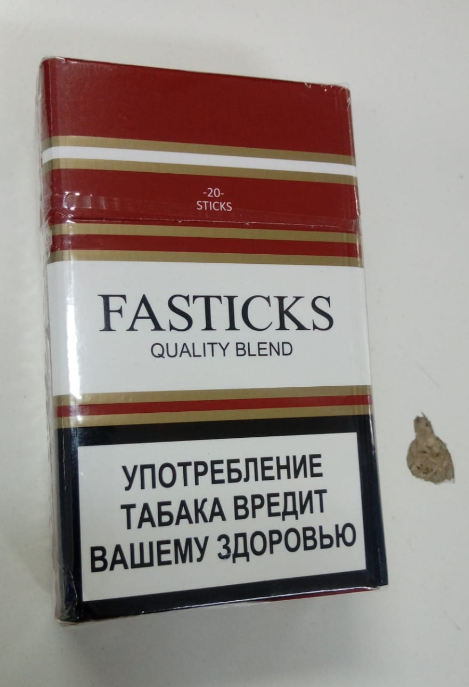 -20-
STICKS
FASTICKS
QUALITY BLEND
УПОТРЕБЛЕНИЕ
ТАБАКА ВРЕДИТ
ВАШЕМУ ЗДОРОВЬЮ